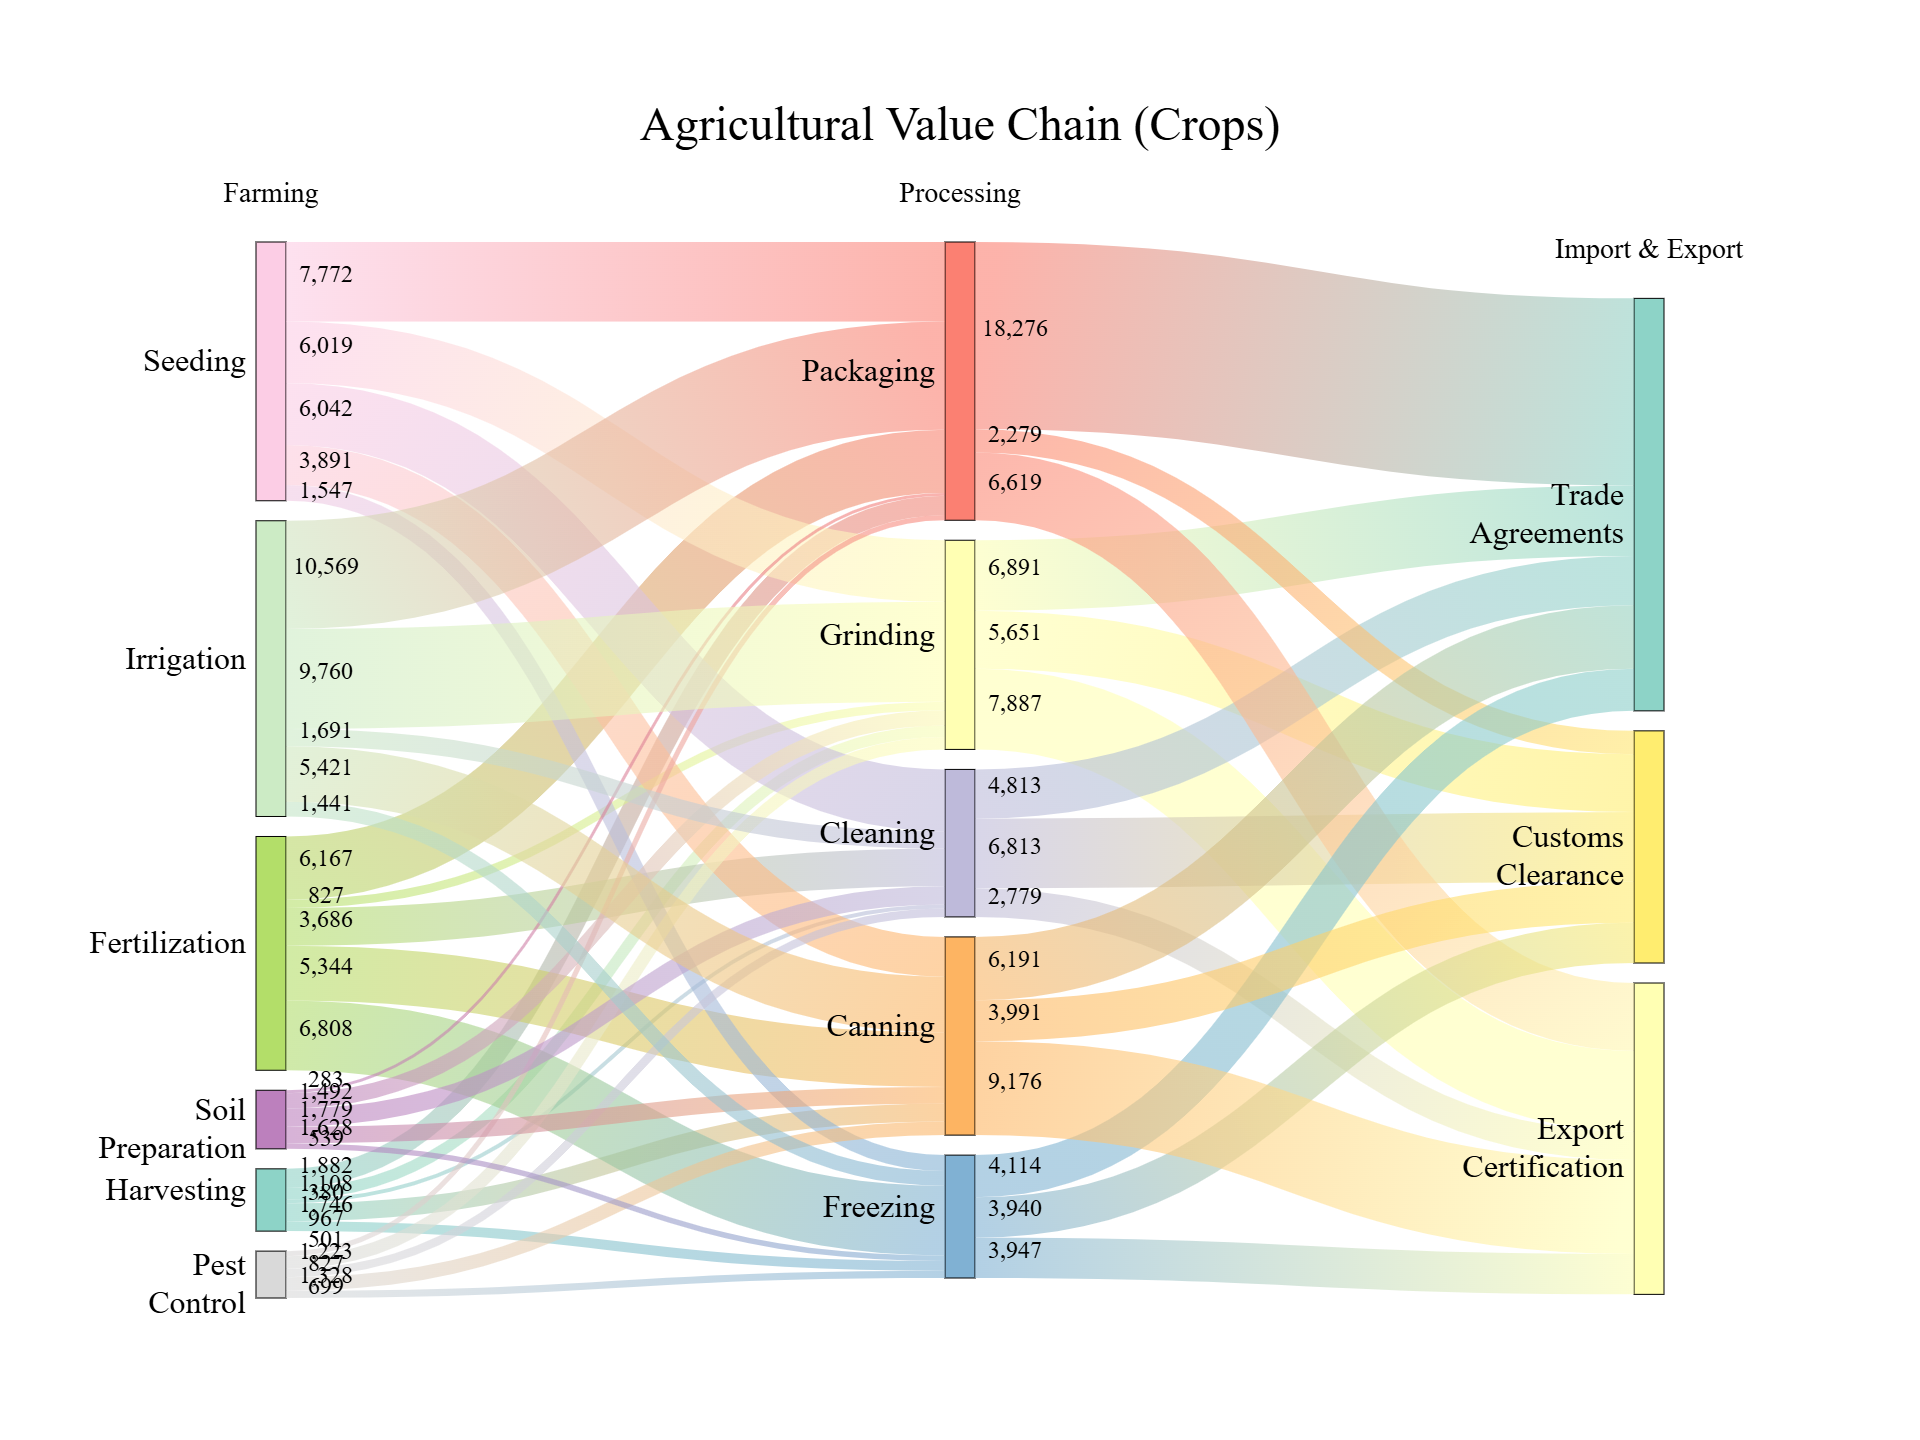 Agricultural Value Chain (Crops)
Farming
Processing
Import & Export
Seeding
7,772
6,019
6,042
3,891
1,547
Irrigation
10,569
9,760
1,691
5,421
1,441
Fertilization
6,167
827
3,686
5,344
6,808
Soil
Preparation
283
1,492
1,779
1,628
539
Harvesting
1,882
1,108
380
1,746
967
Pest
Control
501
1,223
827
1,328
699
Packaging
18,276
2,279
6,619
Grinding
6,891
5,651
7,887
Cleaning
4,813
6,813
2,779
Canning
6,191
3,991
9,176
Freezing
4,114
3,940
3,947
Trade
Agreements
Customs
Clearance
Export
Certification